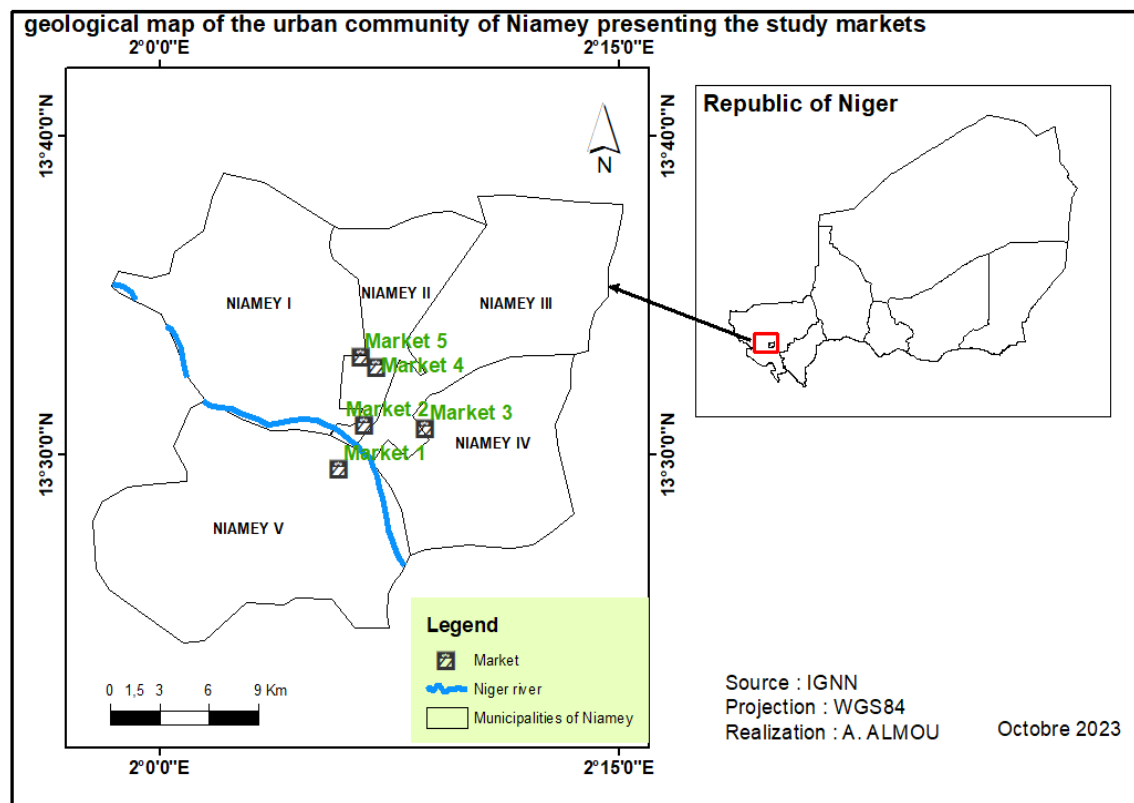 geological map of the urban community of Niamey presenting the study markets
2°0'0"E
2°15'0"E
13°40'0"N
13°40'0"N
Republic of Niger
N
NIAMEY I
NIAMEY II
NIAMEY III
Market 5
Market 4
Market 2
Market 3
NIAMEY IV
13°30'0"N
13°30'0"N
Market 1
NIAMEY V
Legend
Market
Niger river
Municipalities of Niamey
0 1,5 3 6 9 Km
Source : IGNN
Projection : WGS84
Realization : A. ALMOU
Octobre 2023
2°0'0"E
2°15'0"E